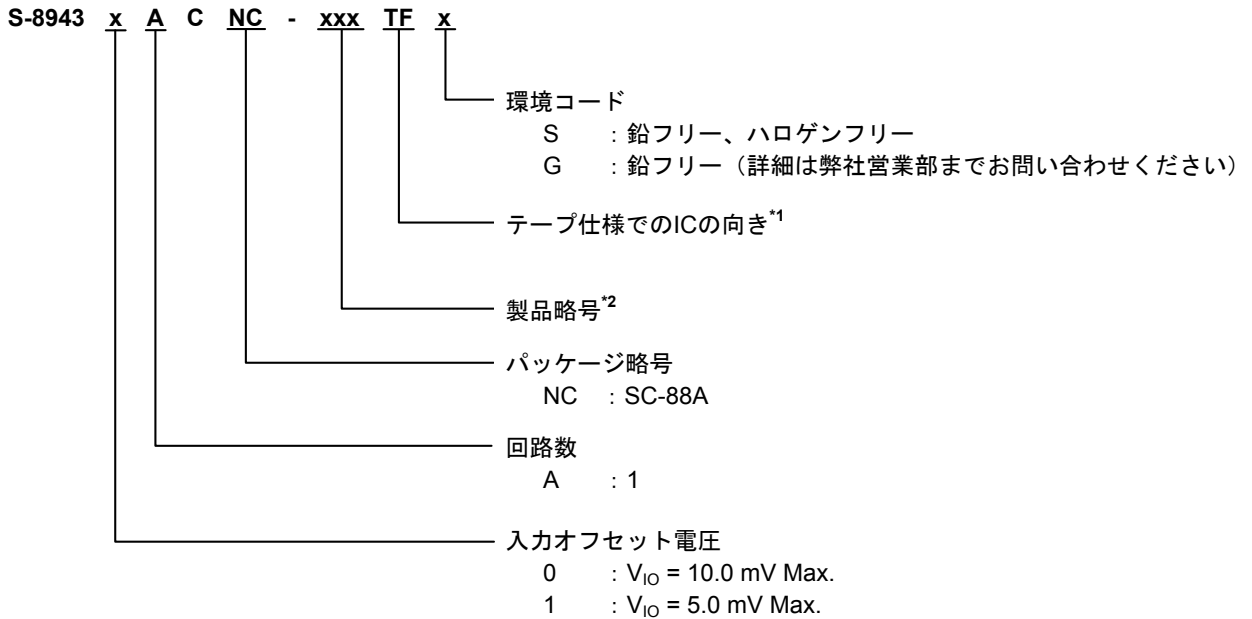 S-8943 x A C NC - xxx TF x
環境コード
S : 鉛フリー、ハロゲンフリー
G : 鉛フリー(詳細は弊社営業部までお問い合わせください)
テープ仕様でのICの向き*1
製品略号*2
パッケージ略号
NC : SC-88A
回路数
A : 1
入力オフセット電圧
0 : VIO = 10.0 mV Max.
1 : VIO = 5.0 mV Max.